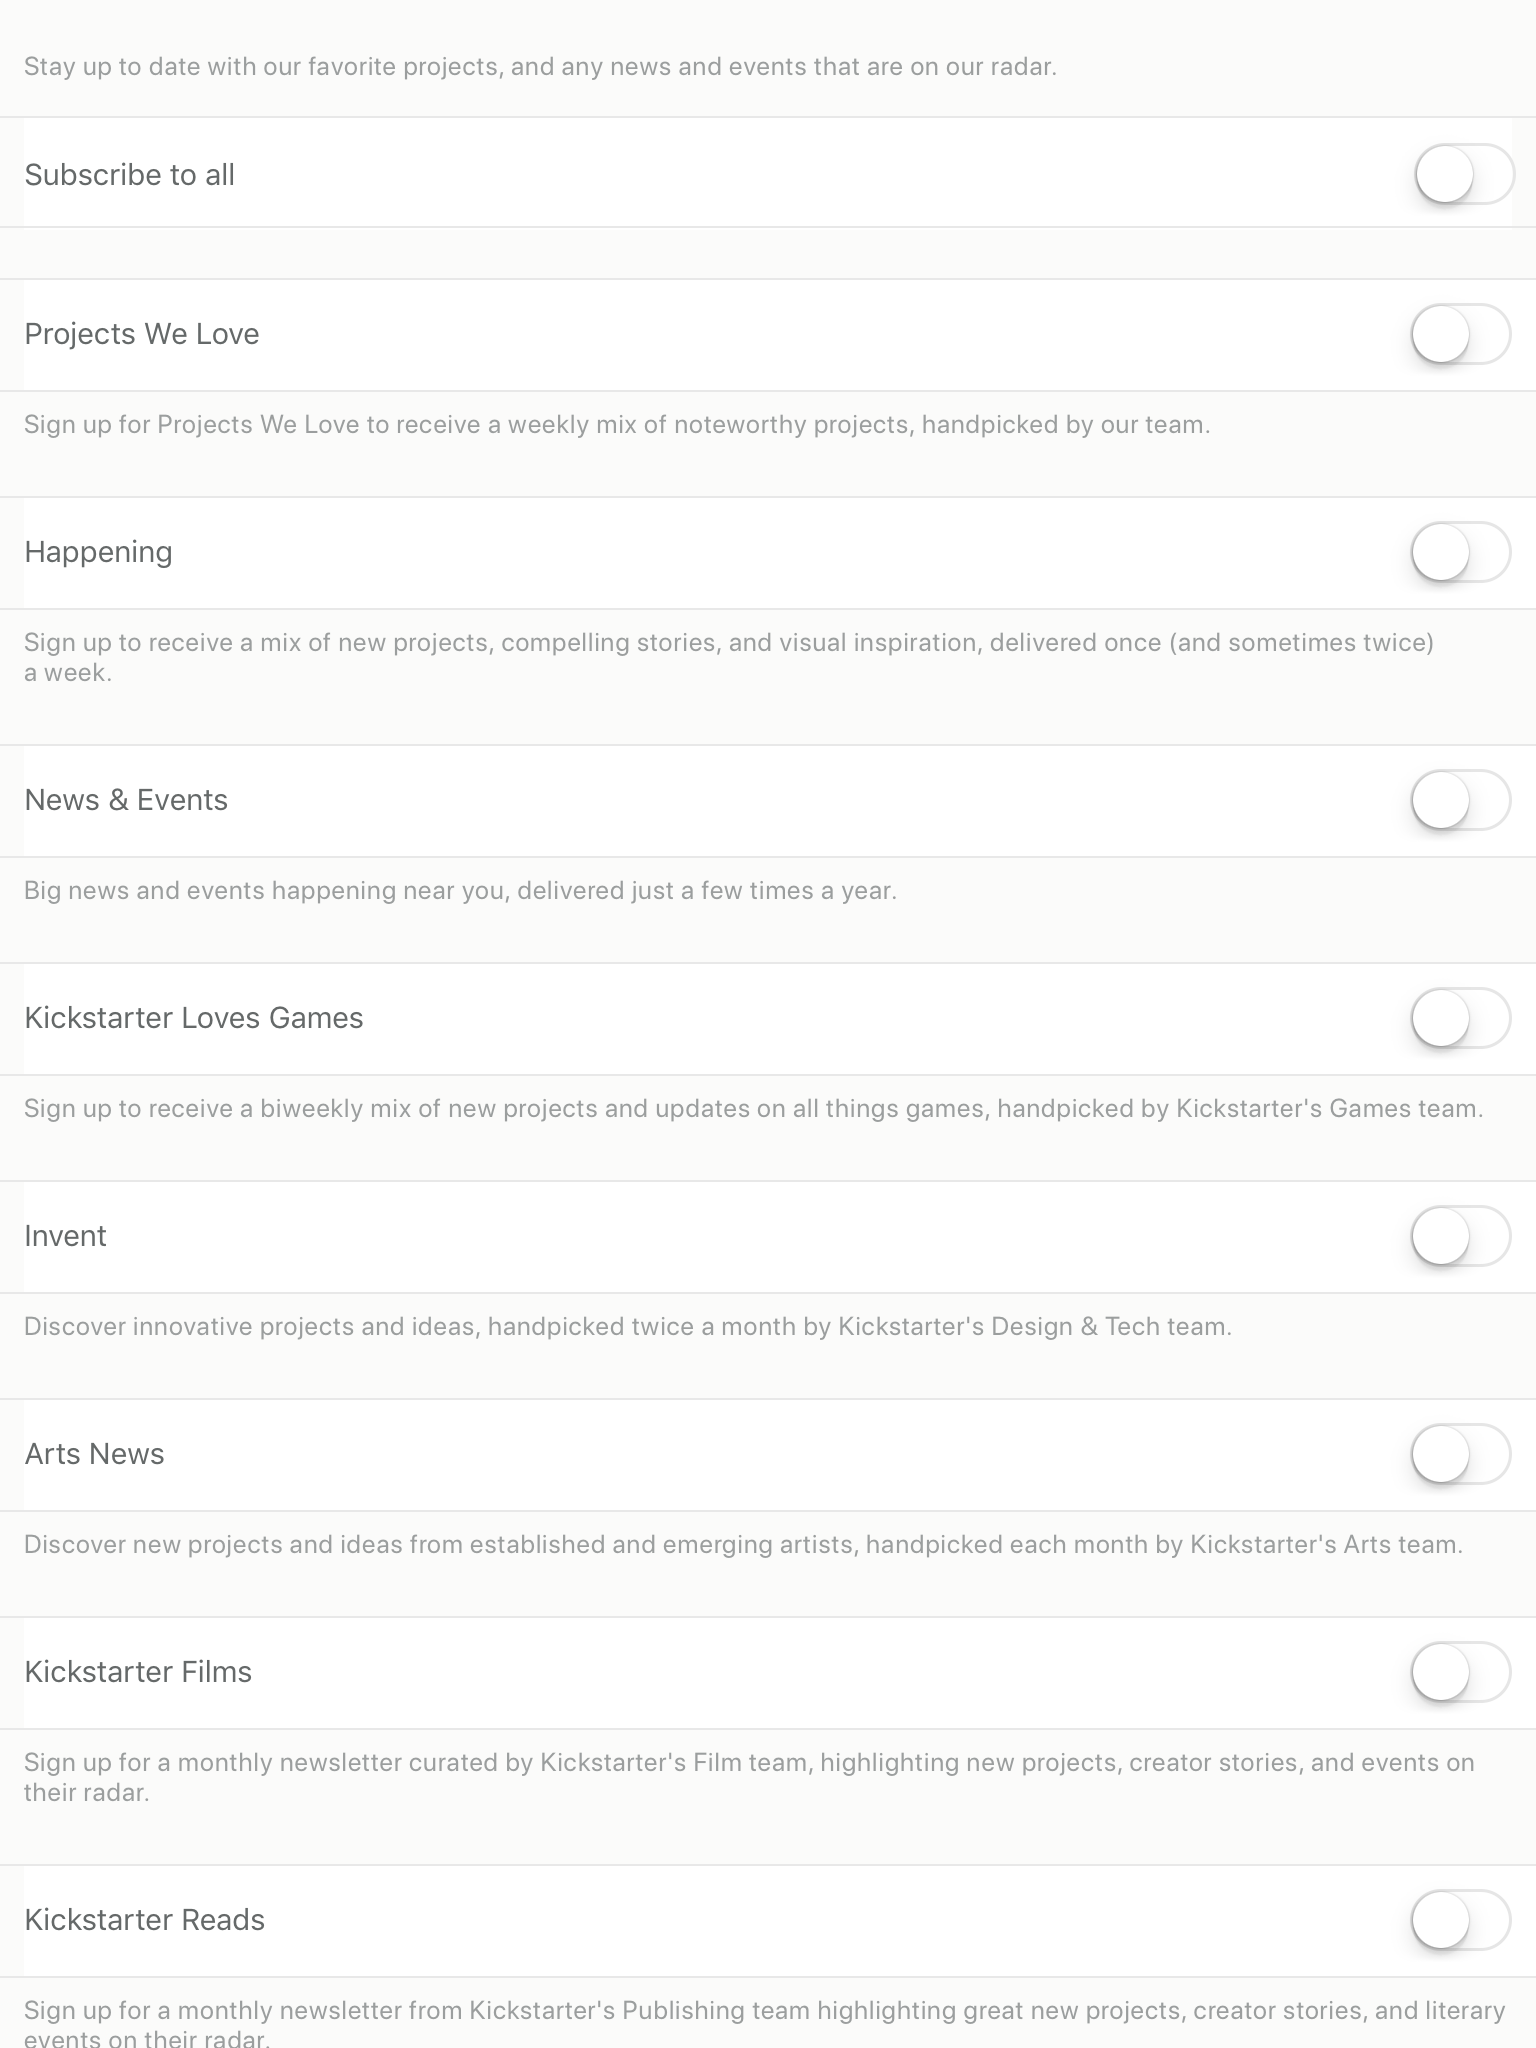 Stay up to date with our favorite projects, and any news and events that are on our radar.
Subscribe to all
Projects We Love
Sign up for Projects We Love to receive a weekly mix of noteworthy projects, handpicked by our team.
Happening
Sign up to receive a mix of new projects, compelling stories, and visual inspiration, delivered once (and sometimes twice)
a week.
News & Events
Big news and events happening near you, delivered just a few times a year.
Kickstarter Loves Games
Sign up to receive a biweekly mix of new projects and updates on all things games, handpicked by Kickstarter's Games team.
Invent
Discover innovative projects and ideas, handpicked twice a month by Kickstarter's Design & Tech team.
Arts News
Discover new projects and ideas from established and emerging artists, handpicked each month by Kickstarter's Arts team.
Kickstarter Films
Sign up for a monthly newsletter curated by Kickstarter's Film team, highlighting new projects, creator stories, and events on
their radar.
Kickstarter Reads
Sign up for a monthly newsletter from Kickstarter's Publishing team highlighting great new projects, creator stories, and literary
events on their radar.